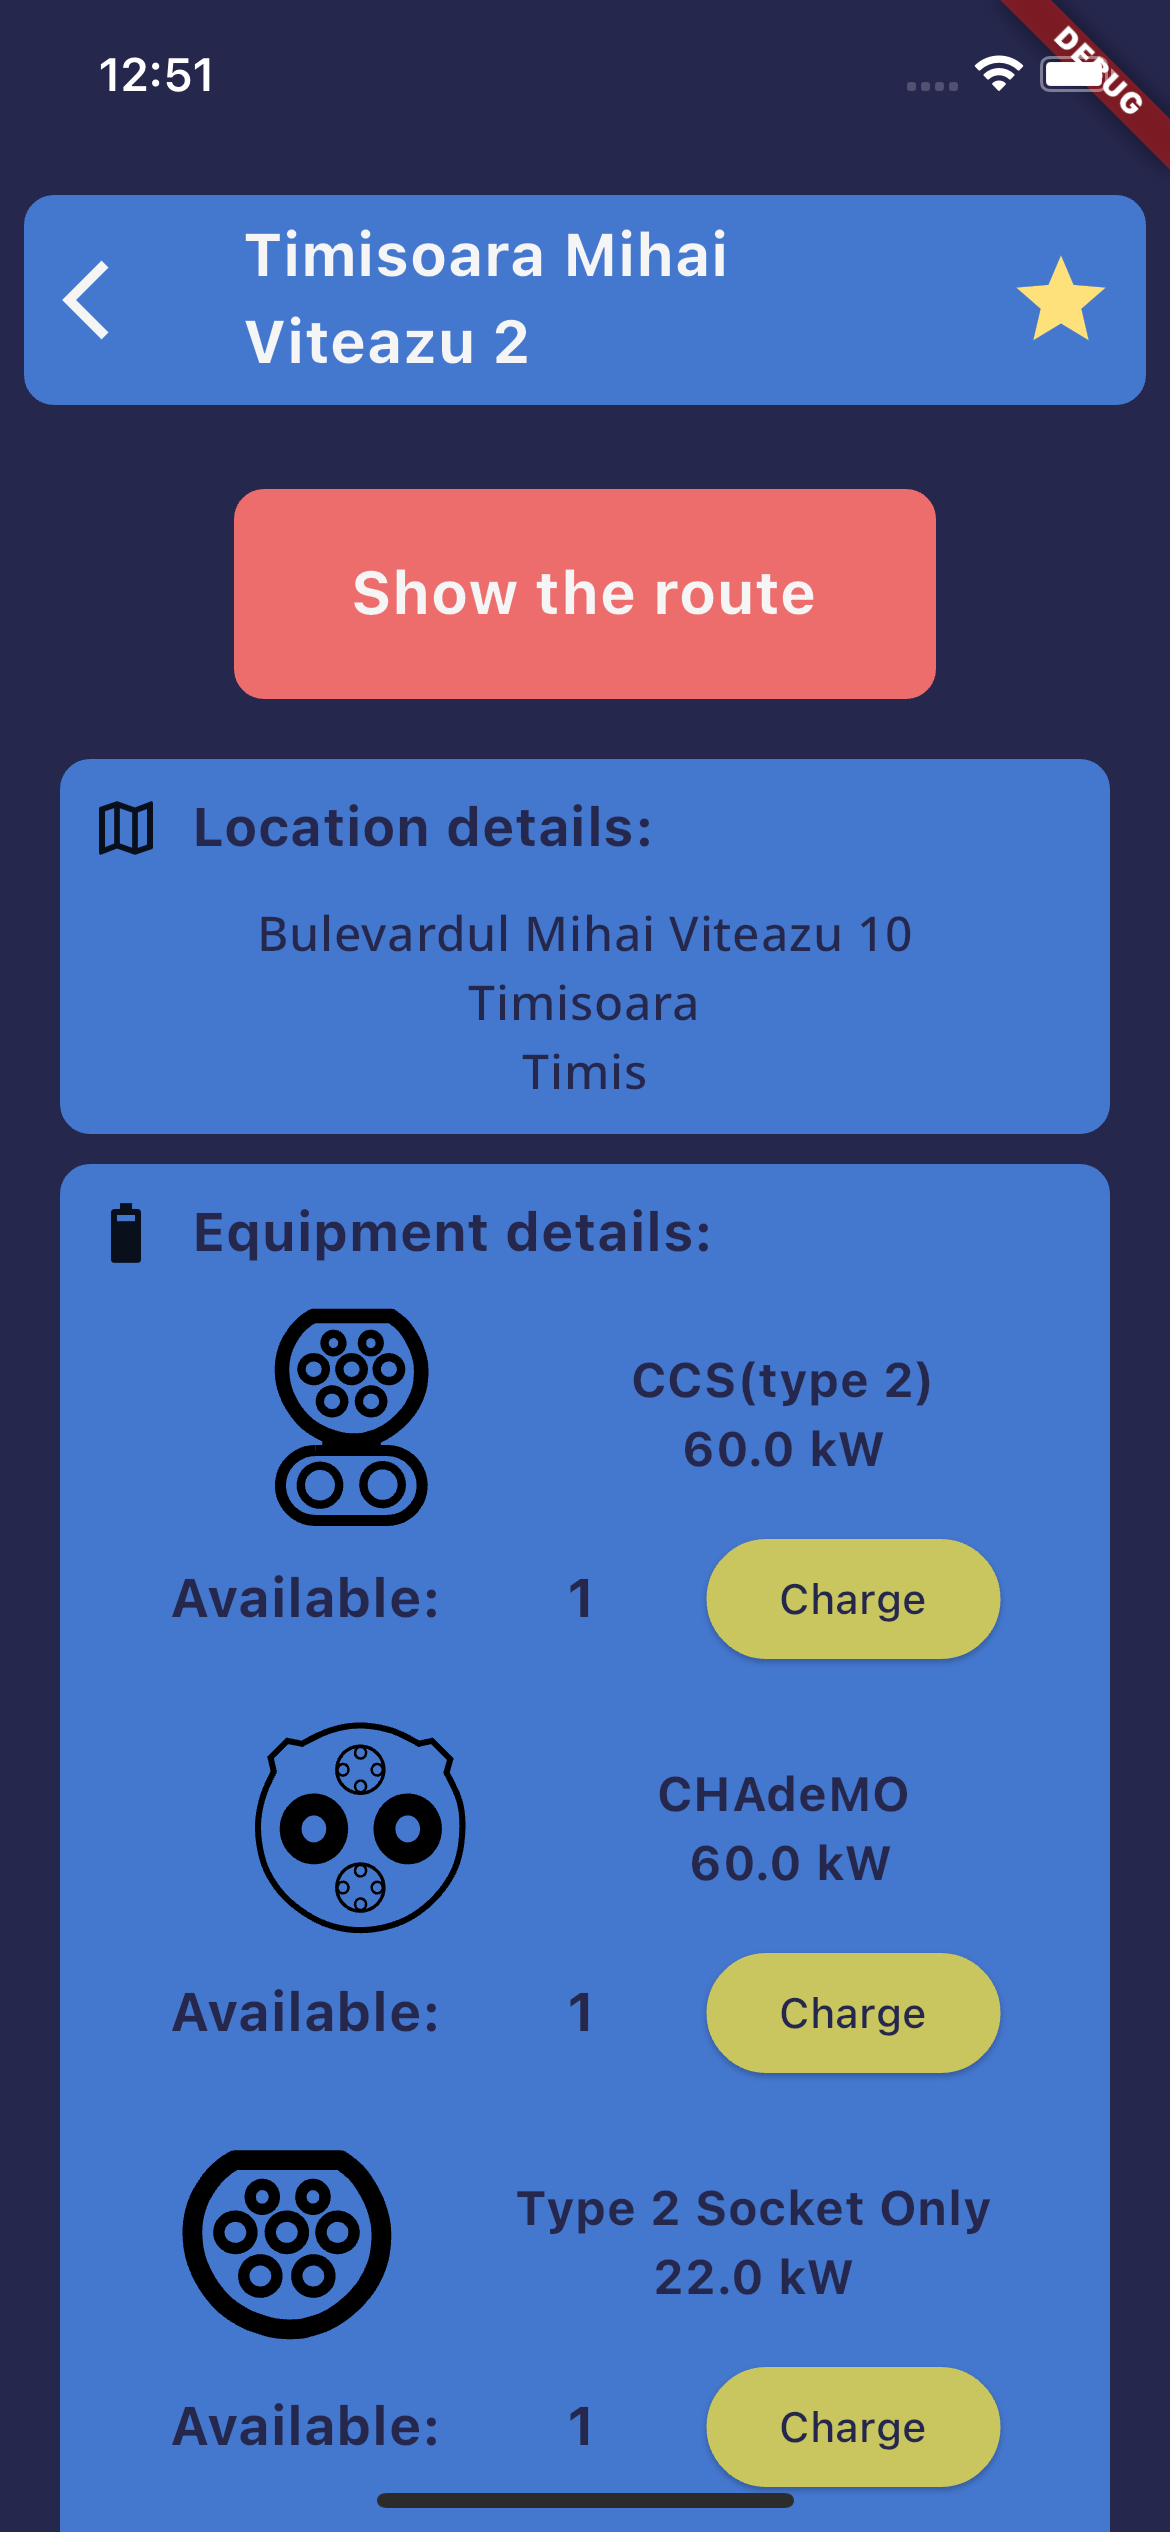 12:51
DEBUG
Timisoara Mihai
Viteazu 2
Show the route
Location details:
Bulevardul Mihai Viteazu 10
Timisoara
Timis
Equipment details:
CCS(type 2)
60.0 kW
Available: 1 Charge
CHAdeMO
60.0 kW
Available: 1 Charge
Type 2 Socket Only
22.0 kW
Available: 1 Charge